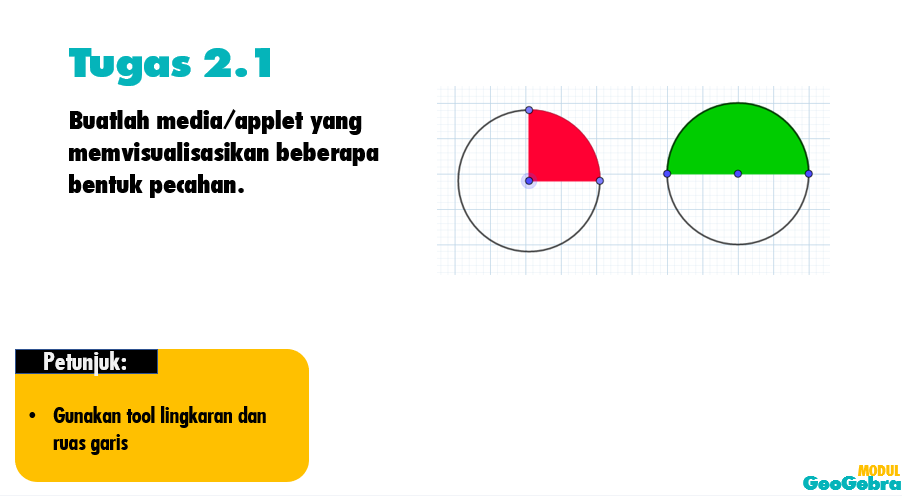 Tugas 2.1
Buatlah media/applet yang
memvisualisasikan beberapa
bentuk pecahan.
Petunjuk:
• Gunakan tool lingkaran dan
ruas garis
MODUL
GeoGebra